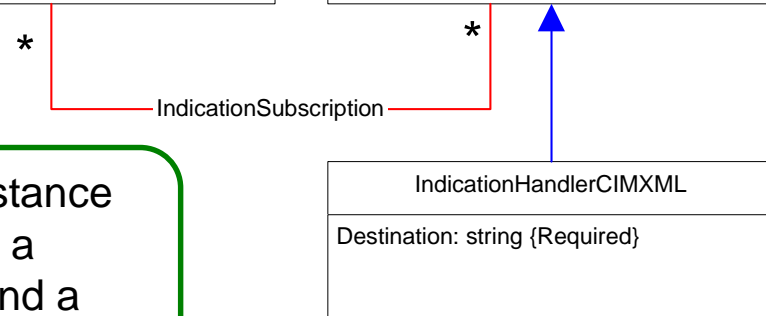 *
*
IndicationSubscription
IndicationHandlerCIMXML
Destination: string {Required}
stance
a
nd a